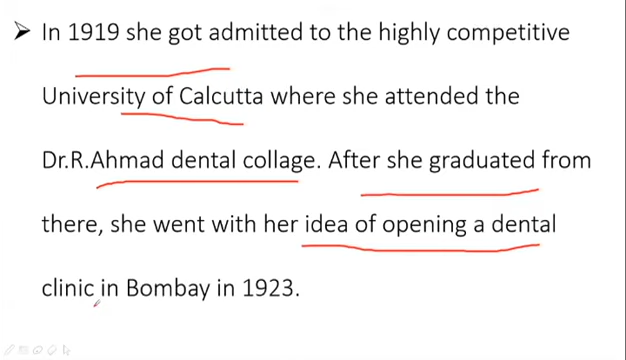 ➤ In 1919 she got admitted to the highly competitive
University of Calcutta where she attended the
Dr.R.Ahmad dental collage. After she graduated from
there, she went with her idea of opening a dental
clinic in Bombay in 1923.